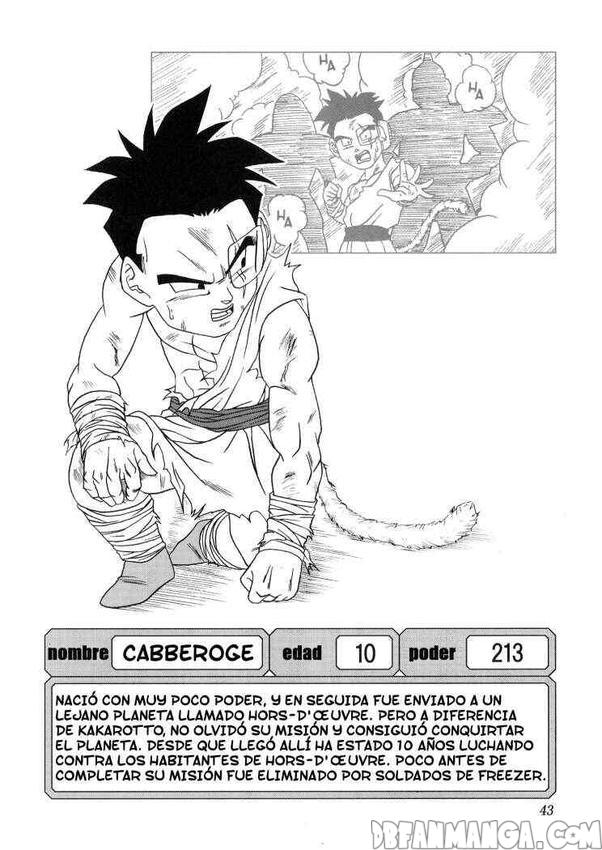 HA
HA
HA
HA
nombre CABBEROGE edad 10 poder 213
NACIÓ CON MUY POCO PODER, Y EN SEGUIDA FUE ENVIADO A UN
LEJANO PLANETA LLAMADO HORS-D'ŒUVRE. PERO A DIFERENCIA
DE KAKAROTTO, NO OLVIDÓ SU MISIÓN Y CONSIGUIÓ CONQUIRTAR
EL PLANETA. DESDE QUE LLEGÓ ALLÍ HA ESTADO 10 AÑOS LUCHANDO
CONTRA LOS HABITANTES DE HORS-D'ŒUVRE. POCO ANTES DE
COMPLETAR SU MISIÓN FUE ELIMINADO POR SOLDADOS DE FREEZER.
43
DBFANMANGA.COM